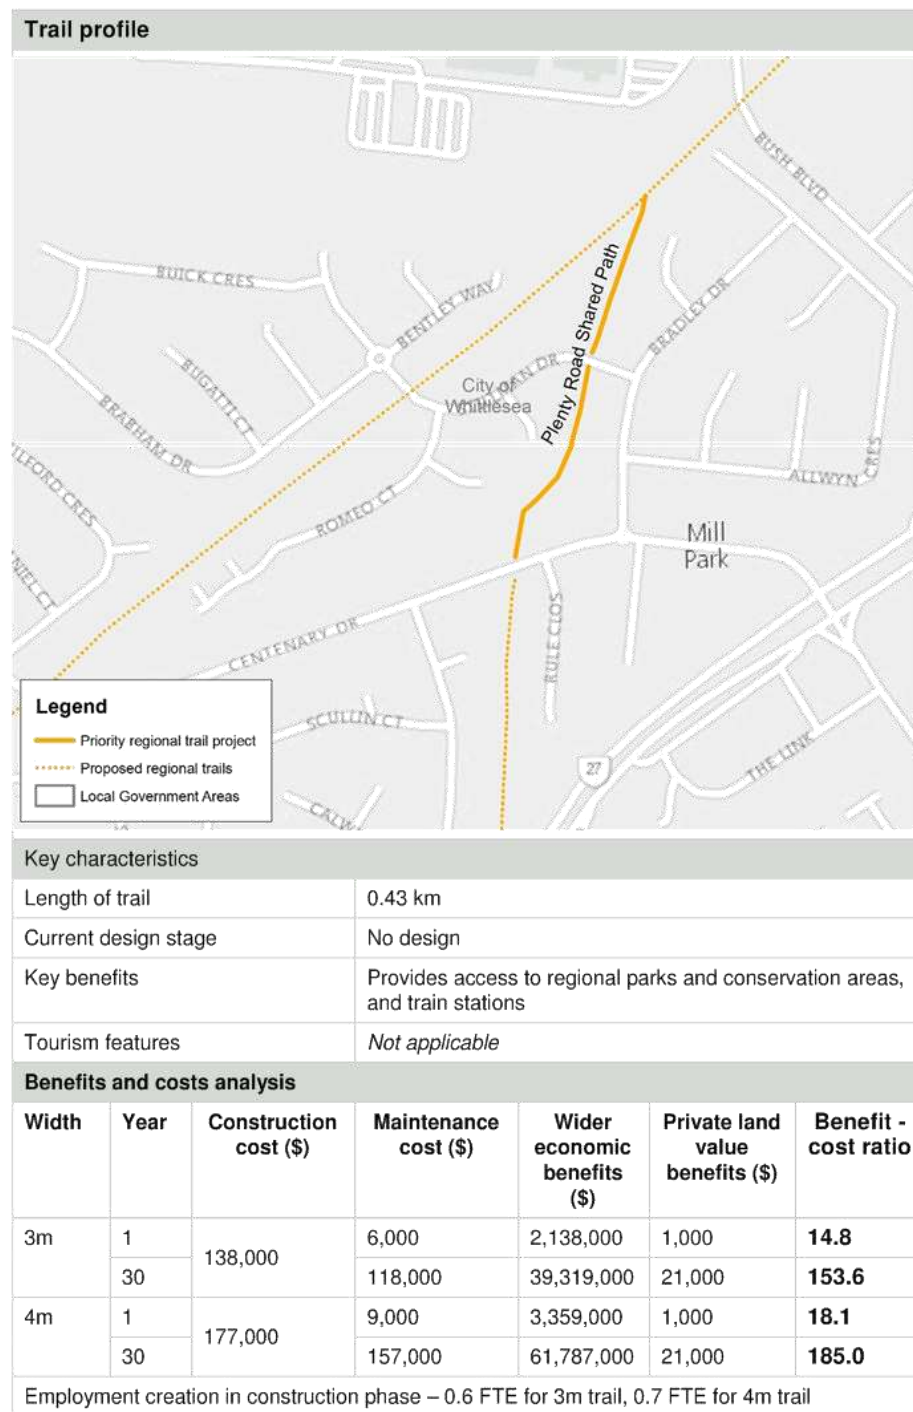 Trail profile
BUSH BLVD
BUICK CRES
BENTLEY WAY
Plenty Road Shared Path
BRADLEY DR
BUGATTI CT
City of
Whittlesea
DR
BRABHAM DR
CRES
ALLWYN
ROMEO CT
Mill
Park
CENTENARY DR
RULE CLOS
Legend
Priority regional trail project
Proposed regional trails
Local Government Areas
SCULLIN CT
27
THE LINK
Key characteristics
Length of trail 0.43 km
Current design stage No design
Key benefits Provides access to regional parks and conservation areas,
and train stations
Tourism features Not applicable
Benefits and costs analysis
Width Year Construction cost ($) Maintenance cost ($) Wider economic benefits ($) Private land value benefits ($) Benefit - cost ratio
3m 1 138,000 6,000 2,138,000 1,000 14.8
30 118,000 39,319,000 21,000 153.6
4m 1 177,000 9,000 3,359,000 1,000 18.1
30 157,000 61,787,000 21,000 185.0
Employment creation in construction phase – 0.6 FTE for 3m trail, 0.7 FTE for 4m trail